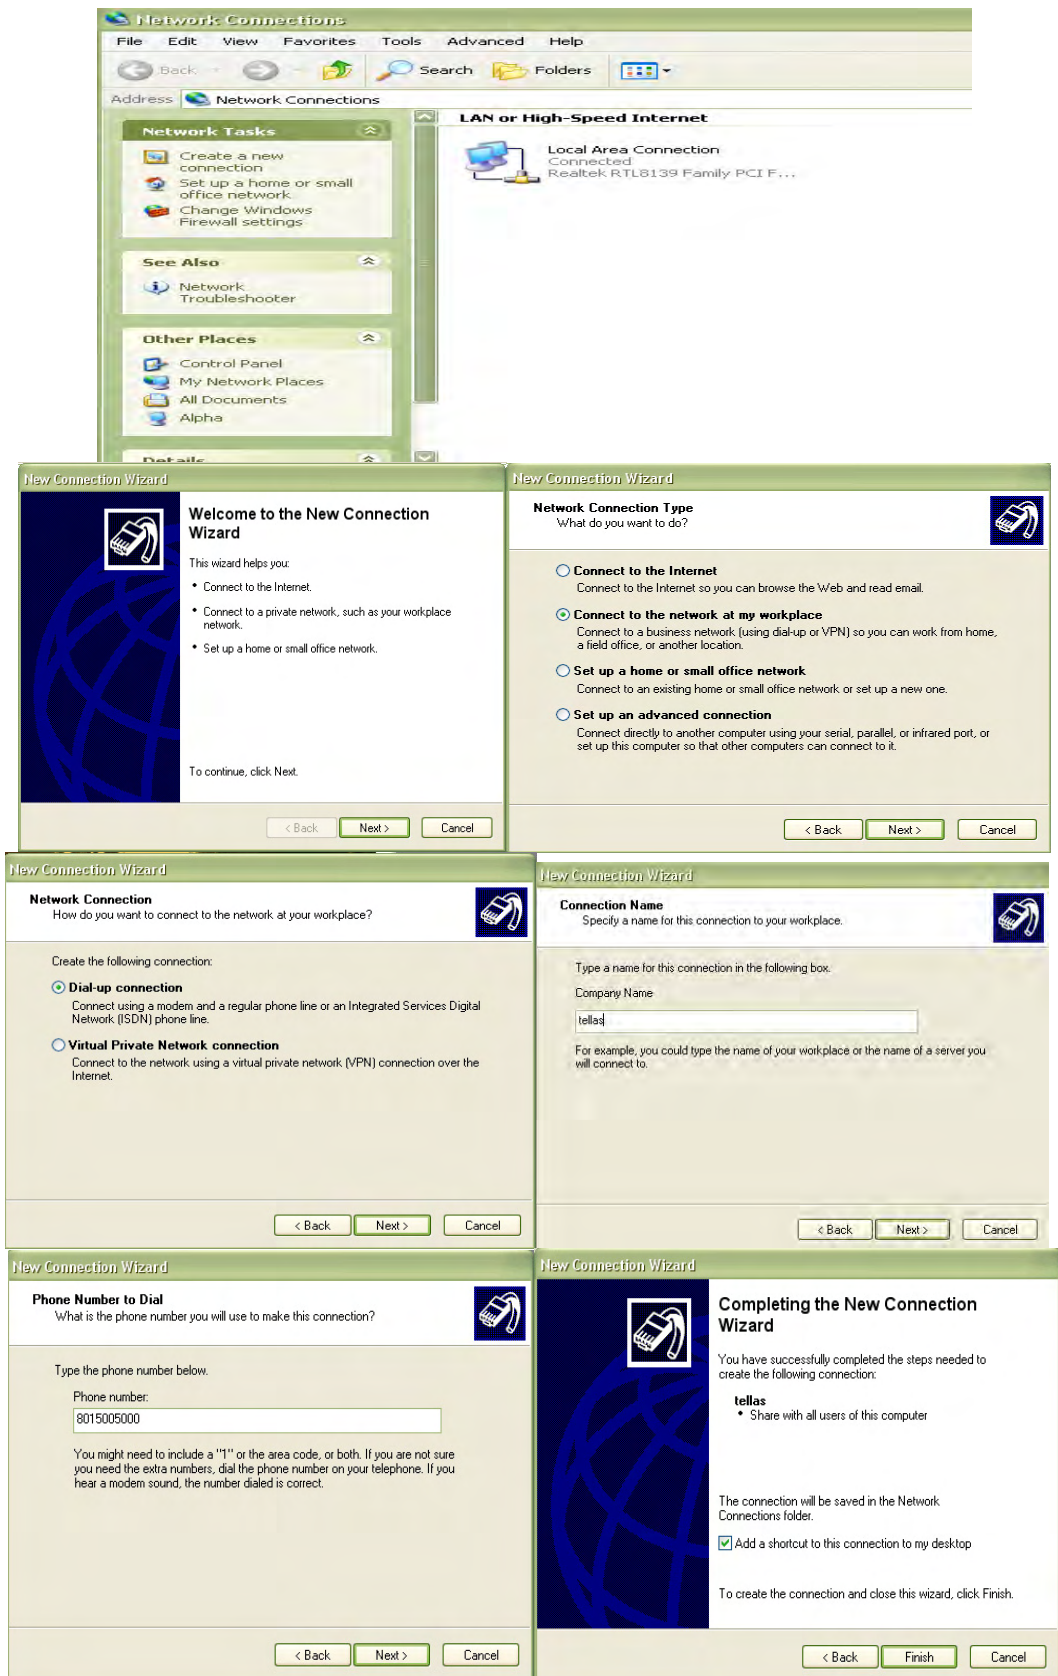 Network Connections
File Edit View Favorites Tools Advanced Help
Back Search Folders
Address Network Connections
Network Tasks
Create a new
connection
Set up a home or small
office network
Change Windows
Firewall settings
See Also
Network
Troubleshooter
Other Places
Control Panel
My Network Places
All Documents
Alpha
Details
LAN or High-Speed Internet
Local Area Connection
Connected
Realtek RTL8139 Family PCI F...
New Connection Wizard
Welcome to the New Connection
Wizard
This wizard helps you:
• Connect to the Internet.
• Connect to a private network, such as your workplace
network.
• Set up a home or small office network.
To continue, click Next.
< Back Next > Cancel
New Connection Wizard
Network Connection Type
What do you want to do?
Connect to the Internet
Connect to the Internet so you can browse the Web and read email.
Connect to the network at my workplace
Connect to a business network (using dial-up or VPN) so you can work from home,
a field office, or another location.
Set up a home or small office network
Connect to an existing home or small office network or set up a new one.
Set up an advanced connection
Connect directly to another computer using your serial, parallel, or infrared port, or
set up this computer so that other computers can connect to it.
< Back Next > Cancel
New Connection Wizard
Network Connection
How do you want to connect to the network at your workplace?
Create the following connection:
Dial-up connection
Connect using a modem and a regular phone line or an Integrated Services Digital
Network (ISDN) phone line.
Virtual Private Network connection
Connect to the network using a virtual private network (VPN) connection over the
Internet.
< Back Next > Cancel
New Connection Wizard
Connection Name
Specify a name for this connection to your workplace.
Type a name for this connection in the following box.
Company Name
tellas
For example, you could type the name of your workplace or the name of a server you
will connect to.
< Back Next > Cancel
New Connection Wizard
Phone Number to Dial
What is the phone number you will use to make this connection?
Type the phone number below.
Phone number:
8015005000
You might need to include a "1" or the area code, or both. If you are not sure
you need the extra numbers, dial the phone number on your telephone. If you
hear a modem sound, the number dialed is correct.
< Back Next > Cancel
New Connection Wizard
Completing the New Connection
Wizard
You have successfully completed the steps needed to
create the following connection:
tellas
• Share with all users of this computer
The connection will be saved in the Network
Connections folder.
Add a shortcut to this connection to my desktop
To create the connection and close this wizard, click Finish.
< Back Finish Cancel